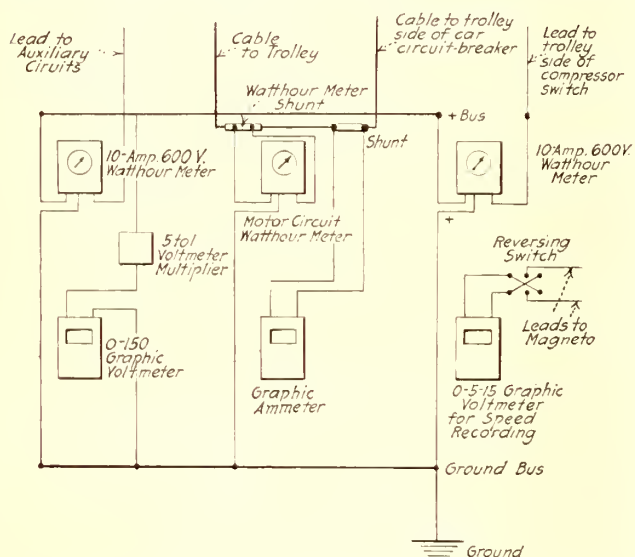 Lead to
Auxiliary
Ciruits
Cable
to Trolley
Cable to trolley
side of car
circuit-breaker
Lead to
trolley
side of
compressor
switch
Watthour Meter
Shunt
+ Bus
Shunt
10-Amp. 600 V.
Watthour Meter
Motor Circuit
Watthour Meter
10 Amp. 600V.
Watthour
Meter
+
5 to 1
Voltmeter
Multiplier
Reversing
Switch
Leads to
Magneto
0-150
Graphic
Voltmeter
Graphic
Ammeter
0-5-15 Graphic
Voltmeter
for Speed
Recording
Ground Bus
Ground